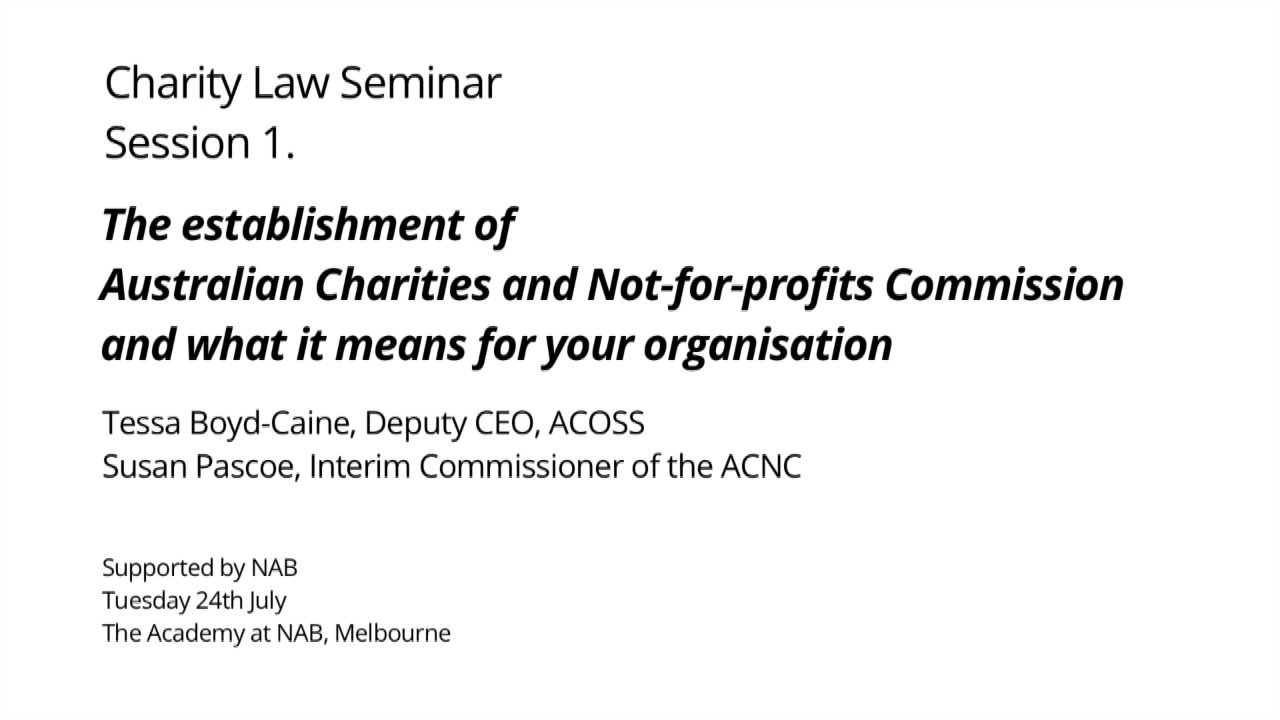 Charity Law Seminar
Session 1.
The establishment of
Australian Charities and Not-for-profits Commission
and what it means for your organisation
Tessa Boyd-Caine, Deputy CEO, ACOSS
Susan Pascoe, Interim Commissioner of the ACNC
Supported by NAB
Tuesday 24th July
The Academy at NAB, Melbourne